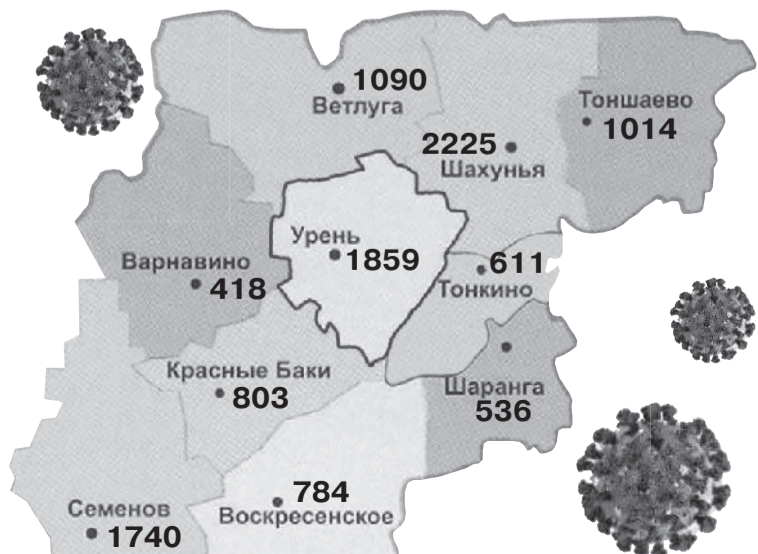 1090
Ветлуга
Тоншаево
1014
2225
Шахунья
Урень
1859
611
Тонкино
Варнавино
418
Красные Баки
803
Шаранга
536
784
Воскресенское
Семенов
1740